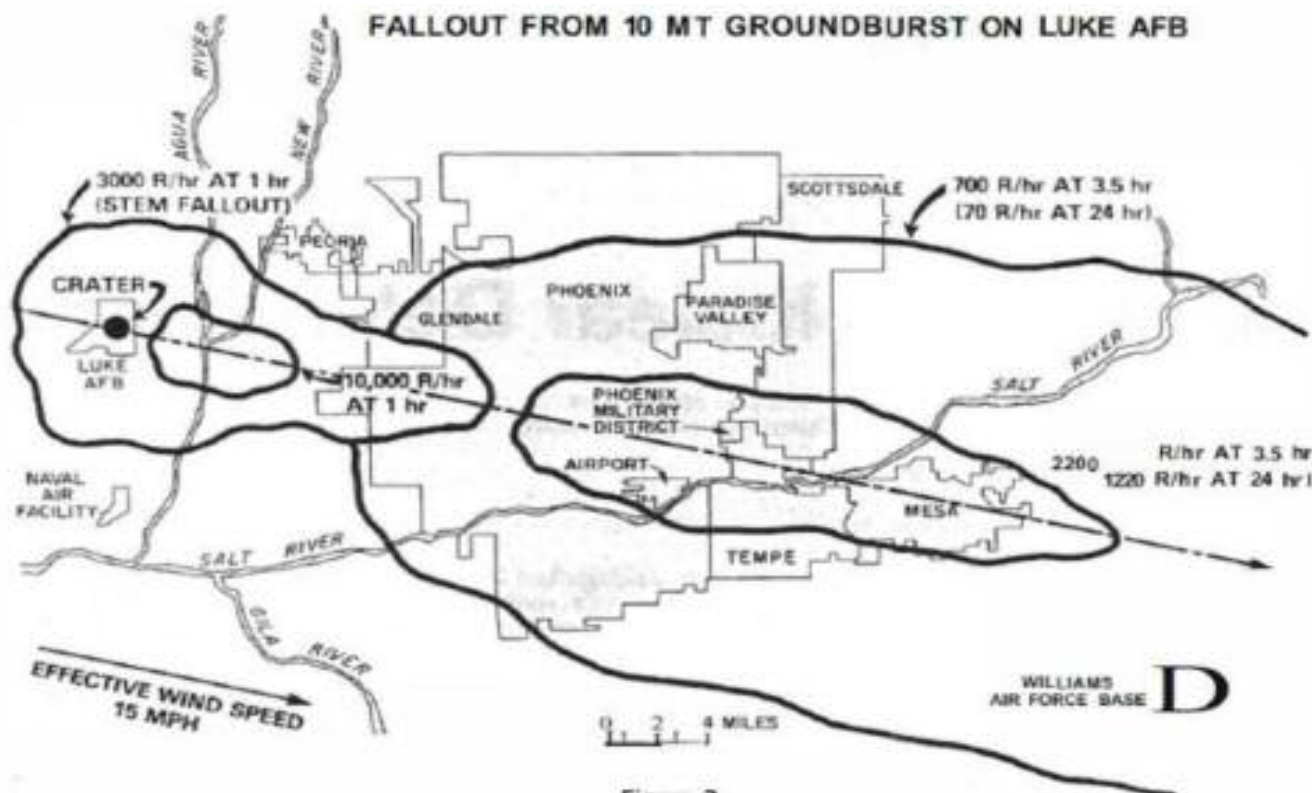 FALLOUT FROM 10 MT GROUNDBURST ON LUKE AFB
AGUA
RIVER
NEW
RIVER
3000 R/hr AT 1 hr
(STEM FALLOUT)
SCOTTSDALE
700 R/hr AT 3.5 hr
(70 R/hr AT 24 hr)
PEORIA
CRATER
PHOENIX
PARADISE
VALLEY
GLENDALE
LUKE
AFB
10,000 R/hr
AT 1 hr
SALT
RIVER
PHOENIX
MILITARY
DISTRICT
AIRPORT
2200 R/hr AT 3.5 hr
1220 R/hr AT 24 hr)
NAVAL
AIR
FACILITY
MESA
SALT RIVER
TEMPE
GILA
RIVER
EFFECTIVE WIND SPEED
15 MPH
WILLIAMS
AIR FORCE BASE
D
0 2 4 MILES